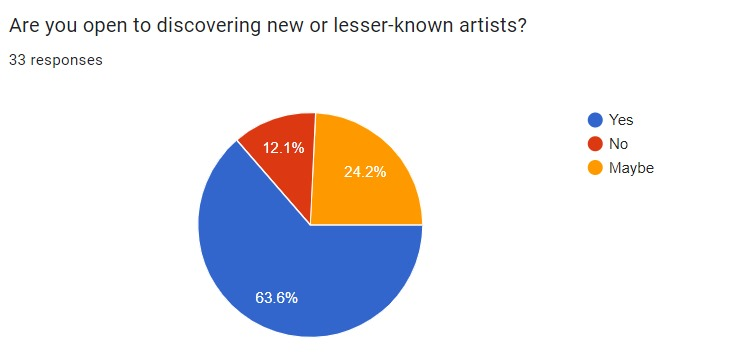 Are you open to discovering new or lesser-known artists?
33 responses
Yes
No
Maybe
12.1%
24.2%
63.6%